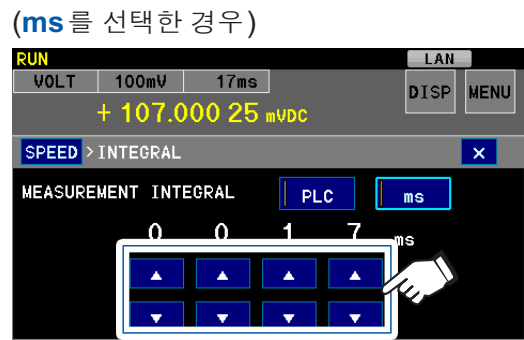 (ms를 선택한 경우)
RUN LAN
VOLT 100mV 17ms DISP MENU
+ 107.000 25 mVDC
SPEED > INTEGRAL ×
MEASUREMENT INTEGRAL PLC ms
0 0 1 7 ms
▲ ▲ ▲ ▲
▼ ▼ ▼ ▼